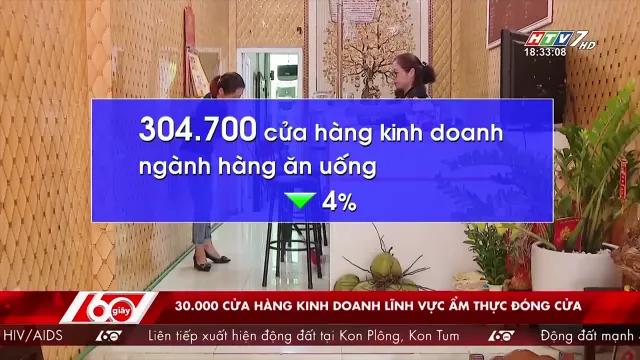 HTV7 HD
18:33:08
304.700 cửa hàng kinh doanh
ngành hàng ăn uống
4%
60 giây
30.000 CỬA HÀNG KINH DOANH LĨNH VỰC ẨM THỰC ĐÓNG CỬA
HIV/AIDS 60 Liên tiếp xuất hiện động đất tại Kon Plông, Kon Tum 60 Động đất mạnh